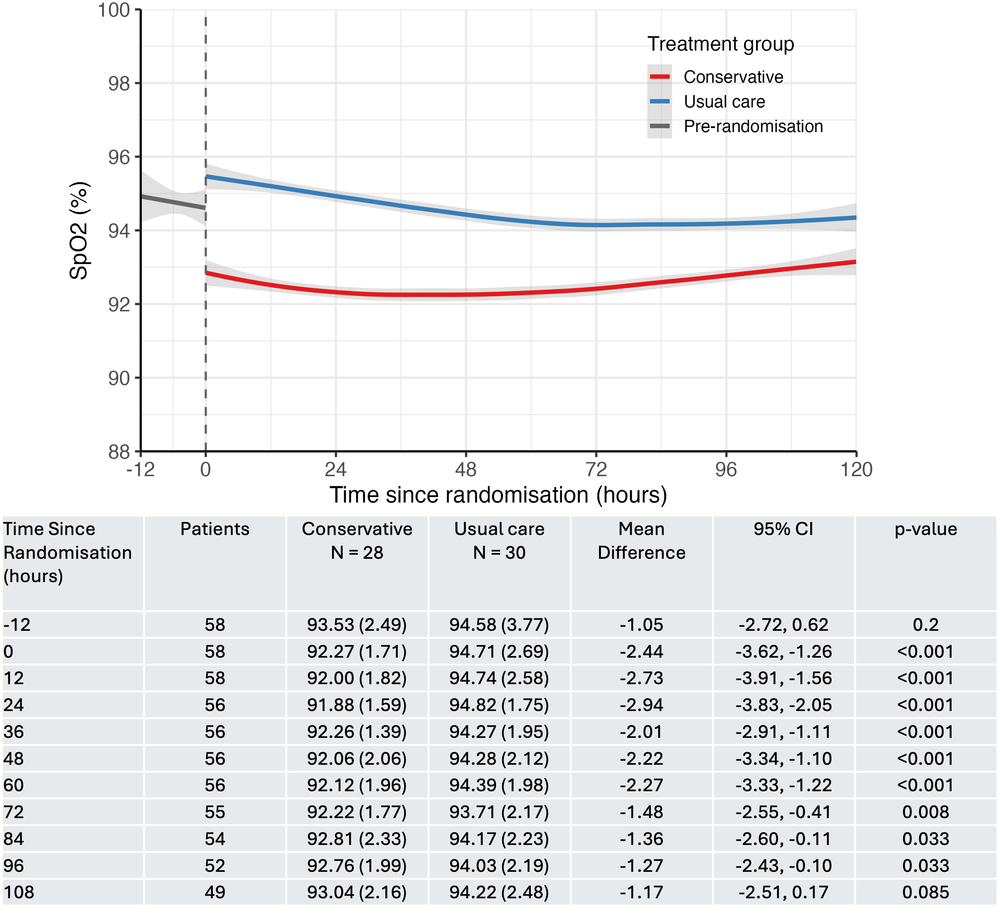 100
98
96
94
92
90
88
SpO2 (%)
Treatment group
Conservative
Usual care
Pre-randomisation
-12 0 24 48 72 96 120
Time since randomisation (hours)
Time Since Randomisation (hours) Patients Conservative N = 28 Usual care N = 30 Mean Difference 95% CI p-value
-12 58 93.53 (2.49) 94.58 (3.77) -1.05 -2.72, 0.62 0.2
0 58 92.27 (1.71) 94.71 (2.69) -2.44 -3.62, -1.26 <0.001
12 58 92.00 (1.82) 94.74 (2.58) -2.73 -3.91, -1.56 <0.001
24 56 91.88 (1.59) 94.82 (1.75) -2.94 -3.83, -2.05 <0.001
36 56 92.26 (1.39) 94.27 (1.95) -2.01 -2.91, -1.11 <0.001
48 56 92.06 (2.06) 94.28 (2.12) -2.22 -3.34, -1.10 <0.001
60 56 92.12 (1.96) 94.39 (1.98) -2.27 -3.33, -1.22 <0.001
72 55 92.22 (1.77) 93.71 (2.17) -1.48 -2.55, -0.41 0.008
84 54 92.81 (2.33) 94.17 (2.23) -1.36 -2.60, -0.11 0.033
96 52 92.76 (1.99) 94.03 (2.19) -1.27 -2.43, -0.10 0.033
108 49 93.04 (2.16) 94.22 (2.48) -1.17 -2.51, 0.17 0.085